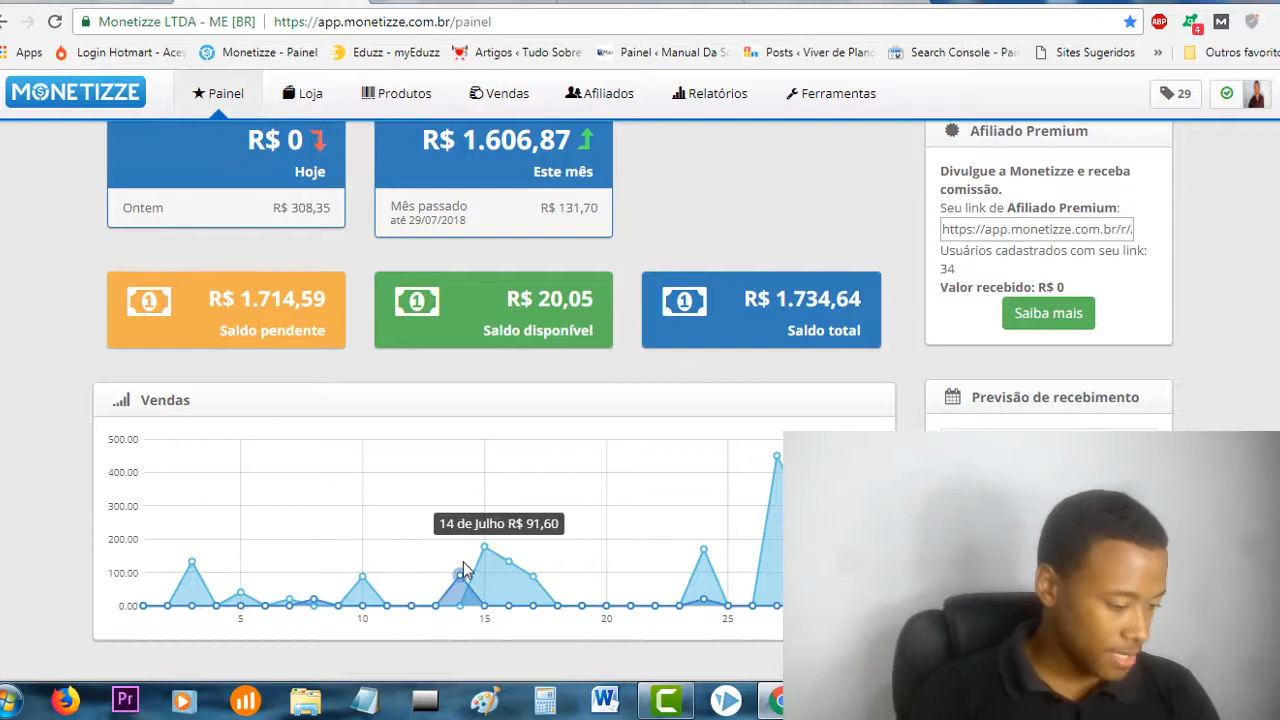 Monetizze LTDA - ME [BR] https://app.monetizze.com.br/painel
ABP 4 M
Apps Login Hotmart - Aces Monetizze - Painel Eduzz - myEduzz Artigos ‹ Tudo Sobre Painel ‹ Manual Da Posts ‹ Viver de Planc Search Console - Pai Sites Sugeridos » Outros favorito
MONETIZZE Painel Loja Produtos Vendas Afiliados Relatórios Ferramentas 29
R$ 0
Hoje
Ontem R$ 308,35
R$ 1.606,87
Este mês
Mês passado R$ 131,70
até 29/07/2018
Afiliado Premium
Divulgue a Monetizze e receba
comissão.
Seu link de Afiliado Premium:
https://app.monetizze.com.br/r/
Usuários cadastrados com seu link:
34
Valor recebido: R$ 0
Saiba mais
R$ 1.714,59
Saldo pendente
R$ 20,05
Saldo disponível
R$ 1.734,64
Saldo total
Vendas
Previsão de recebimento
500.00
400.00
300.00
200.00
100.00
0.00
14 de Julho R$ 91,60
5 10 15 20 25
Pr W C